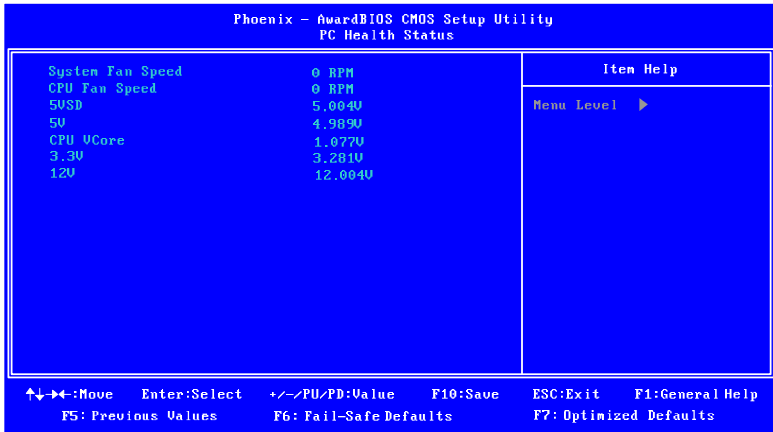 Phoenix – AwardBIOS CMOS Setup Utility
PC Health Status
System Fan Speed 0 RPM
CPU Fan Speed 0 RPM
5VSD 5.004V
5V 4.989V
CPU VCore 1.077V
3.3V 3.281V
12V 12.004V
Item Help
Menu Level ▶
↑↓→←:Move Enter:Select +/-/PU/PD:Value F10:Save ESC:Exit F1:General Help
F5: Previous Values F6: Fail-Safe Defaults F7: Optimized Defaults